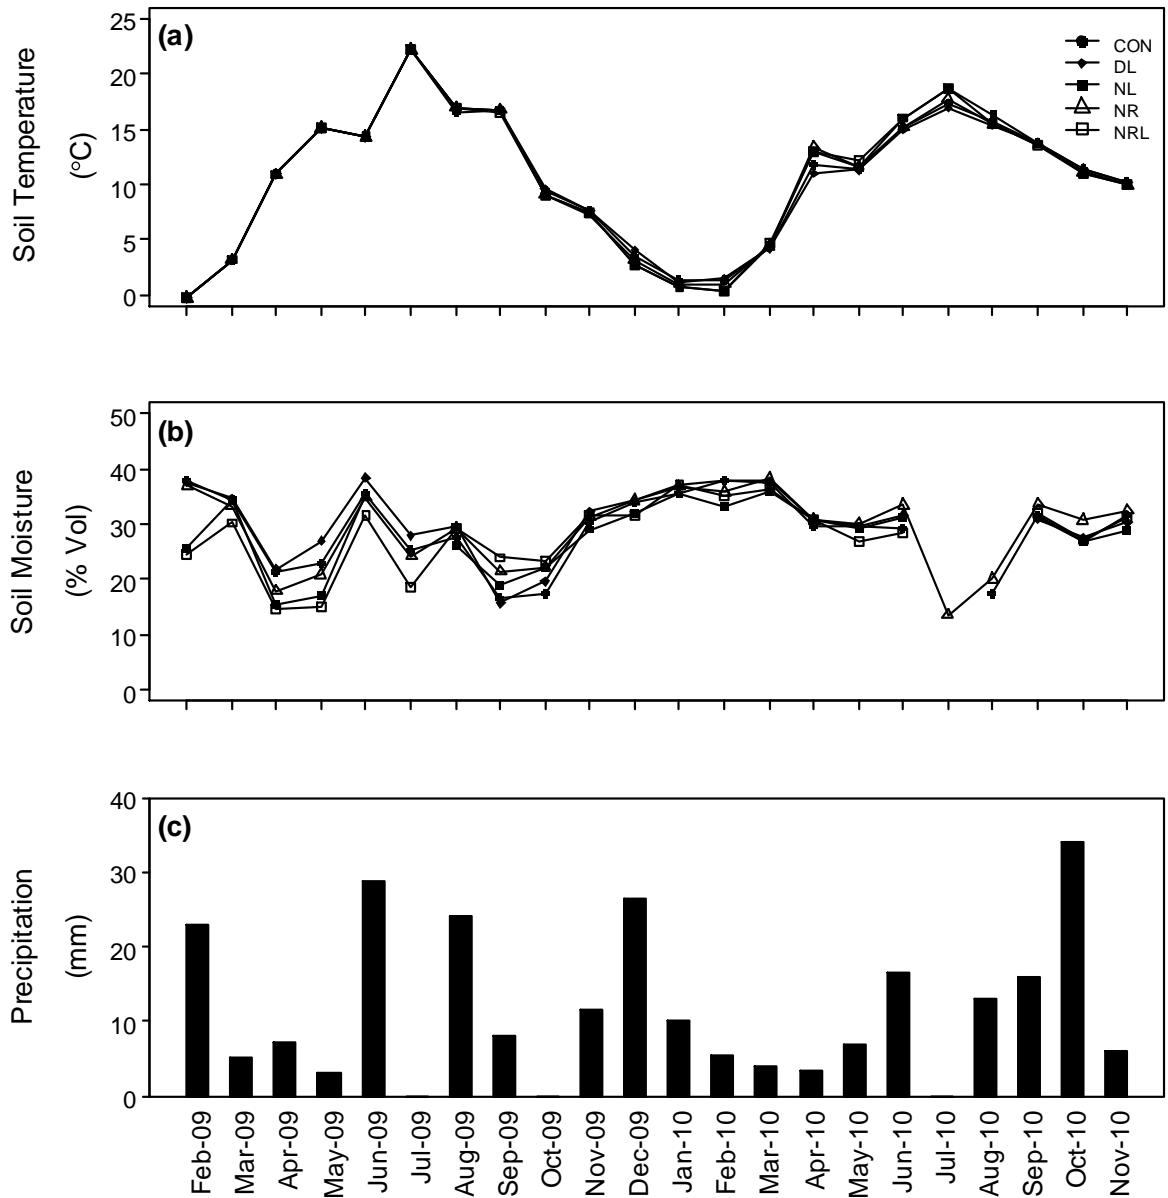 25
(a)
20
15
10
5
0
Soil Temperature
(°C)
CON
DL
NL
NR
NRL
50
(b)
40
30
20
10
0
Soil Moisture
(% Vol)
40
(c)
30
20
10
0
Precipitation
(mm)
Feb-09
Mar-09
Apr-09
May-09
Jun-09
Jul-09
Aug-09
Sep-09
Oct-09
Nov-09
Dec-09
Jan-10
Feb-10
Mar-10
Apr-10
May-10
Jun-10
Jul-10
Aug-10
Sep-10
Oct-10
Nov-10